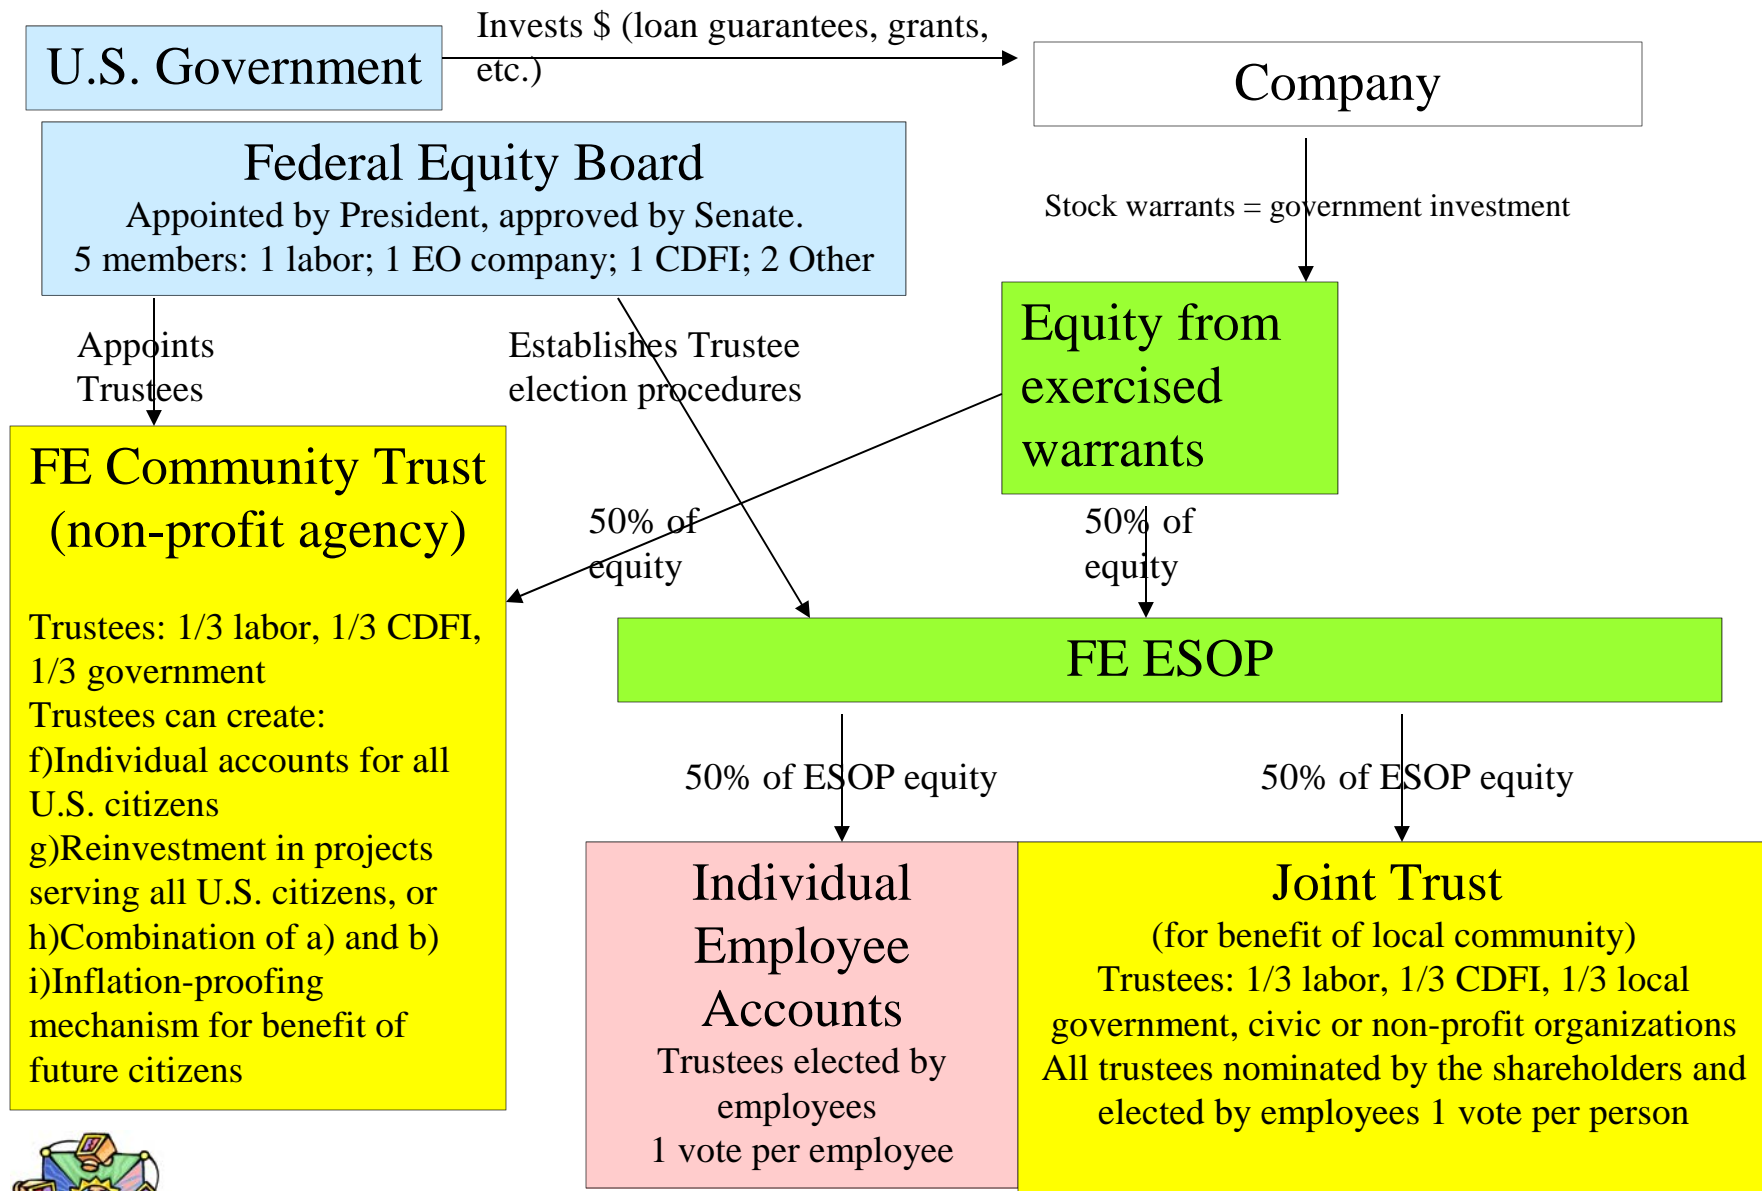 Invests $ (loan guarantees, grants,
etc.)
U.S. Government
Company
Federal Equity Board
Appointed by President, approved by Senate.
5 members: 1 labor; 1 EO company; 1 CDFI; 2 Other
Stock warrants = government investment
Appoints
Trustees
Establishes Trustee
election procedures
Equity from
exercised
warrants
FE Community Trust
(non-profit agency)
Trustees: 1/3 labor, 1/3 CDFI,
1/3 government
Trustees can create:
f)Individual accounts for all
U.S. citizens
g)Reinvestment in projects
serving all U.S. citizens, or
h)Combination of a) and b)
i)Inflation-proofing
mechanism for benefit of
future citizens
50% of
equity
50% of
equity
FE ESOP
50% of ESOP equity
50% of ESOP equity
Individual
Employee
Accounts
Trustees elected by
employees
1 vote per employee
Joint Trust
(for benefit of local community)
Trustees: 1/3 labor, 1/3 CDFI, 1/3 local
government, civic or non-profit organizations
All trustees nominated by the shareholders and
elected by employees 1 vote per person